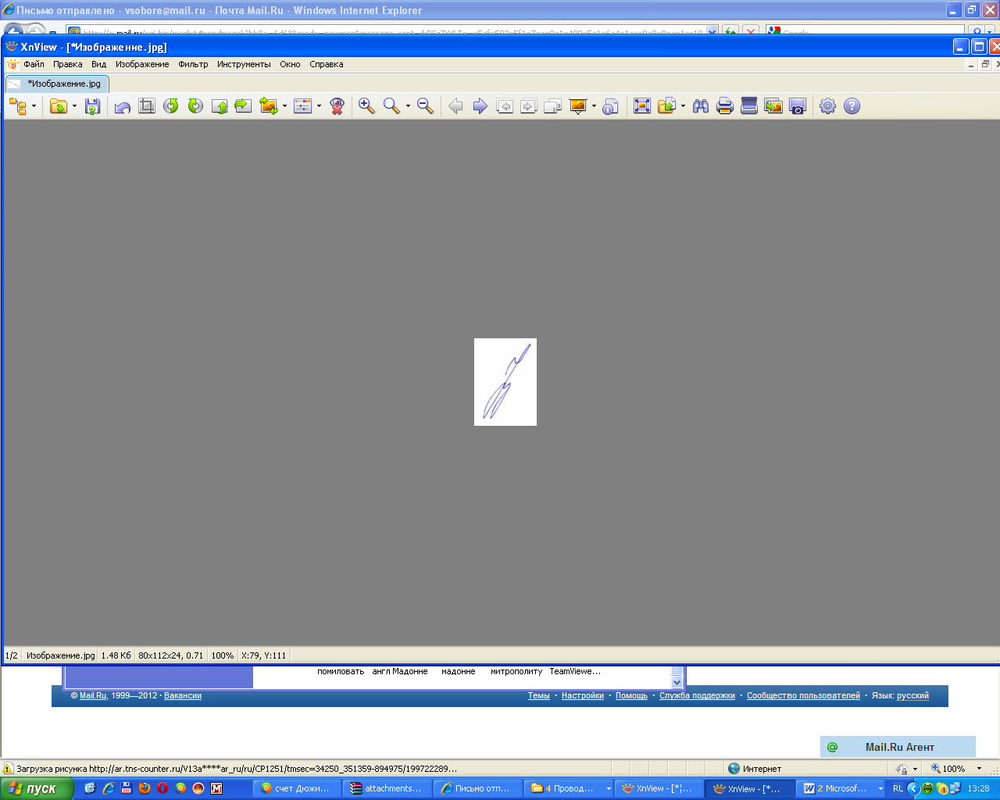 Письмо отправлено - vsobore@mail.ru - Почта Mail.Ru - Windows Internet Explorer
Google
XnView - [*Изображение.jpg]
Файл Правка Вид Изображение Фильтр Инструменты Окно Справка
*Изображение.jpg
1/2 Изображение.jpg 1.48 Кб 80x112x24, 0.71 100% X:79, Y:111
помиловать англ Мадонне мадонне митрополиту TeamViewe...
© Mail.Ru, 1999—2012 · Вакансии Темы · Настройки · Помощь · Служба поддержки · Сообщество пользователей · Язык: русский
@ Mail.Ru Агент
Загрузка рисунка http://ar.tns-counter.ru/V13a****ar_ru/ru/CP1251/tmsec=34250_351359-894975/199722289... Интернет 100%
пуск счет Дюжи... attachments... Письмо отп... 4 Провод... XnView - [*¦... XnView - [*... 2 Microsof... RL 13:28